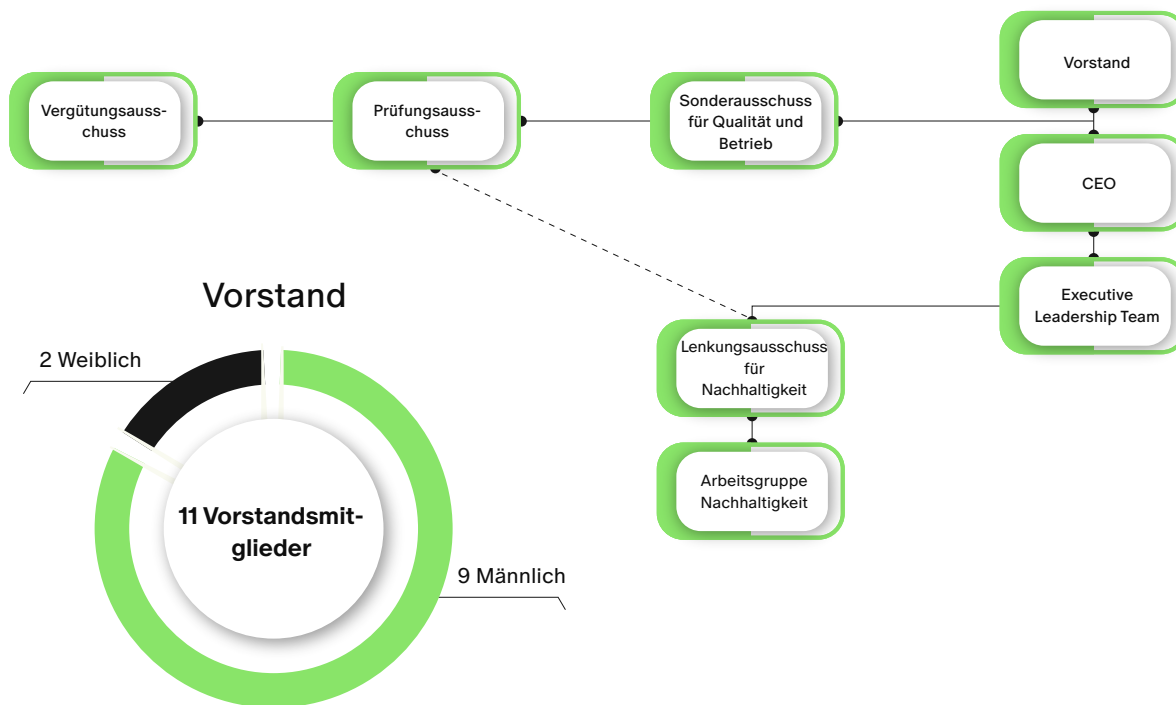 Vorstand
Vergütungsauss-
chuss
Prüfungsauss-
chuss
Sonderausschuss
für Qualität und
Betrieb
CEO
Executive
Leadership Team
Lenkungsausschuss
für
Nachhaltigkeit
Arbeitsgruppe
Nachhaltigkeit
Vorstand
2 Weiblich
11 Vorstandsmit-
glieder
9 Männlich